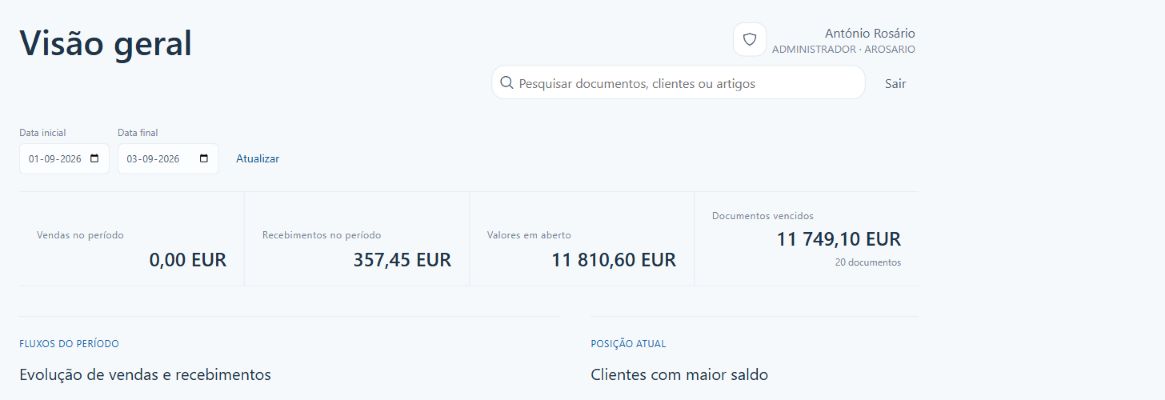 Visão geral
António Rosário
ADMINISTRADOR · AROSARIO
Pesquisar documentos, clientes ou artigos
Sair
Data inicial
Data final
01-09-2026
03-09-2026
Atualizar
Vendas no período
0,00 EUR
Recebimentos no período
357,45 EUR
Valores em aberto
11 810,60 EUR
Documentos vencidos
11 749,10 EUR
20 documentos
FLUXOS DO PERÍODO
Evolução de vendas e recebimentos
POSIÇÃO ATUAL
Clientes com maior saldo